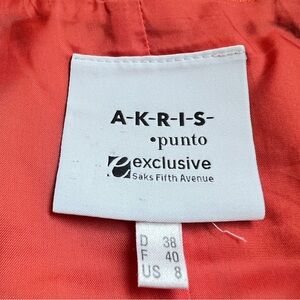 A-K-R-I-S-
•punto
e exclusive
Saks Fifth Avenue
D 38
F 40
US 8